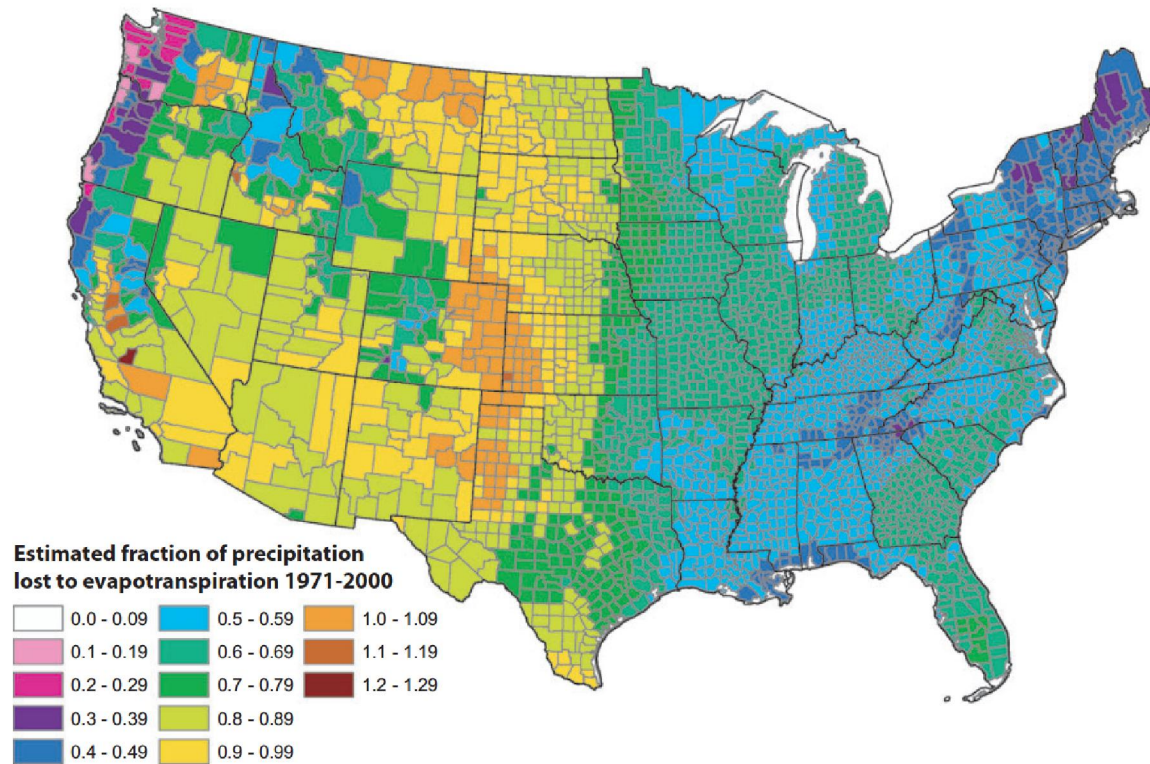 Estimated fraction of precipitation
lost to evapotranspiration 1971-2000
0.0 - 0.09
0.1 - 0.19
0.2 - 0.29
0.3 - 0.39
0.4 - 0.49
0.5 - 0.59
0.6 - 0.69
0.7 - 0.79
0.8 - 0.89
0.9 - 0.99
1.0 - 1.09
1.1 - 1.19
1.2 - 1.29